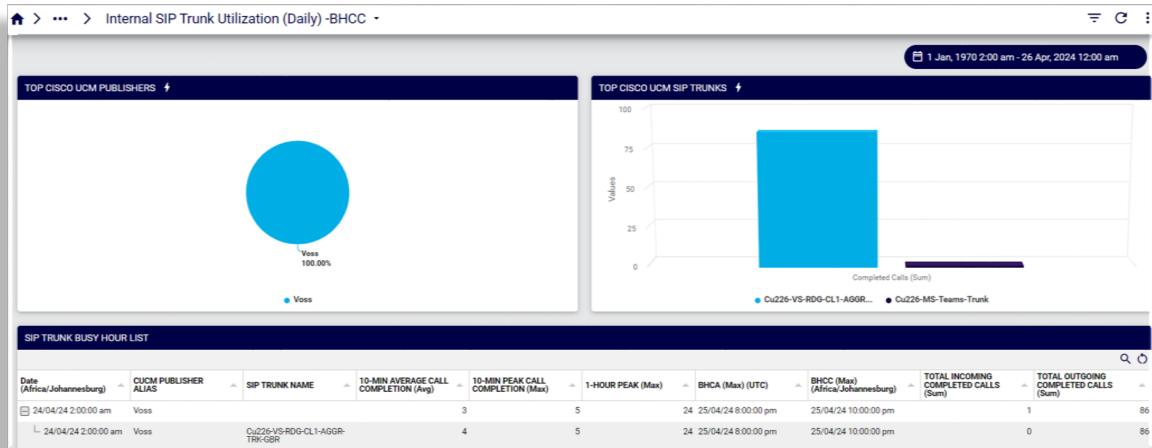 Internal SIP Trunk Utilization (Daily) -BHCC
1 Jan, 1970 2:00 am - 26 Apr, 2024 12:00 am
TOP CISCO UCM PUBLISHERS
Voss
100.00%
Voss
TOP CISCO UCM SIP TRUNKS
100
75
50
25
0
Values
Completed Calls (Sum)
Cu226-VS-RDG-CL1-AGGR... Cu226-MS-Teams-Trunk
SIP TRUNK BUSY HOUR LIST
Date (Africa/Johannesburg) CUCM PUBLISHER ALIAS SIP TRUNK NAME 10-MIN AVERAGE CALL COMPLETION (Avg) 10-MIN PEAK CALL COMPLETION (Max) 1-HOUR PEAK (Max) BHCA (Max) (UTC) BHCC (Max) (Africa/Johannesburg) TOTAL INCOMING COMPLETED CALLS (Sum) TOTAL OUTGOING COMPLETED CALLS (Sum)
24/04/24 2:00:00 am Voss 3 5 24 25/04/24 8:00:00 pm 25/04/24 10:00:00 pm 1 86
24/04/24 2:00:00 am Voss Cu226-VS-RDG-CL1-AGGR-TRK-GBR 4 5 24 25/04/24 8:00:00 pm 25/04/24 10:00:00 pm 0 86